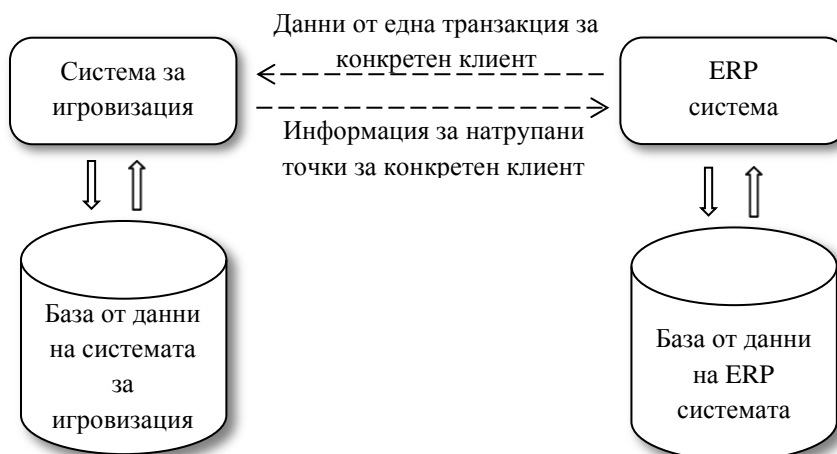 Данни от една транзакция за
конкретен клиент
Система за
игровизация
ERP
система
Информация за натрупани
точки за конкретен клиент
База от данни
на системата
за
игровизация
База от данни
на ERP
системата